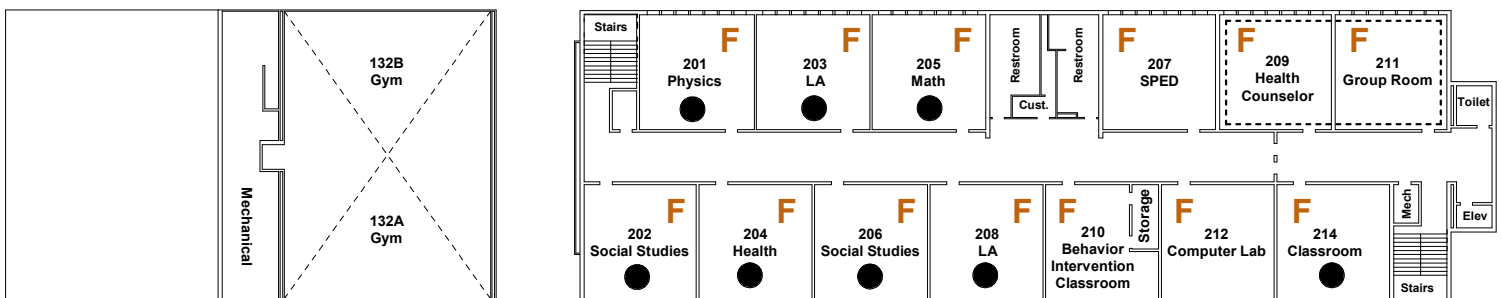 132B
Gym
132A
Gym
Mechanical
Stairs
F
201
Physics
F
203
LA
F
205
Math
Restroom
Restroom
Cust.
F
207
SPED
F
209
Health
Counselor
F
211
Group Room
Toilet
F
202
Social Studies
F
204
Health
F
206
Social Studies
F
208
LA
F
210
Behavior
Intervention
Classroom
Storage
F
212
Computer Lab
F
214
Classroom
Mech
Elev
Stairs